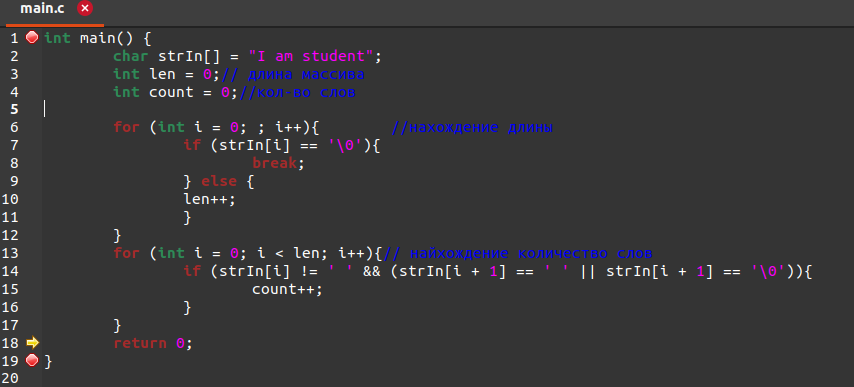 main.c
1 int main() {
2 char strIn[] = "I am student";
3 int len = 0;// длина массива
4 int count = 0;//кол-во слов
5
6 for (int i = 0; ; i++){ //нахождение длины
7 if (strIn[i] == '\0'){
8 break;
9 } else {
10 len++;
11 }
12 }
13 for (int i = 0; i < len; i++){// найхождение количество слов
14 if (strIn[i] != ' ' && (strIn[i + 1] == ' ' || strIn[i + 1] == '\0')){
15 count++;
16 }
17 }
18 return 0;
19 }
20